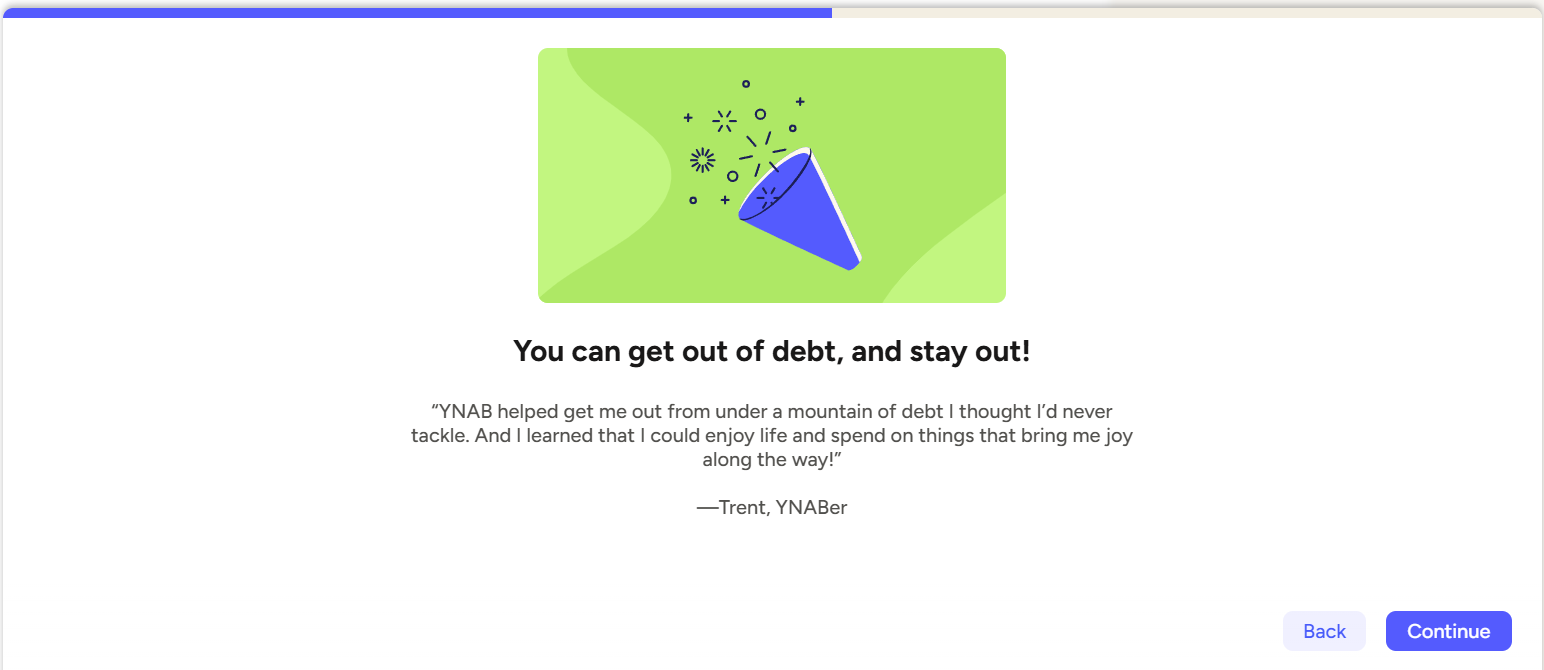 You can get out of debt, and stay out!
“YNAB helped get me out from under a mountain of debt I thought I’d never
tackle. And I learned that I could enjoy life and spend on things that bring me joy
along the way!”
—Trent, YNABer
Back
Continue